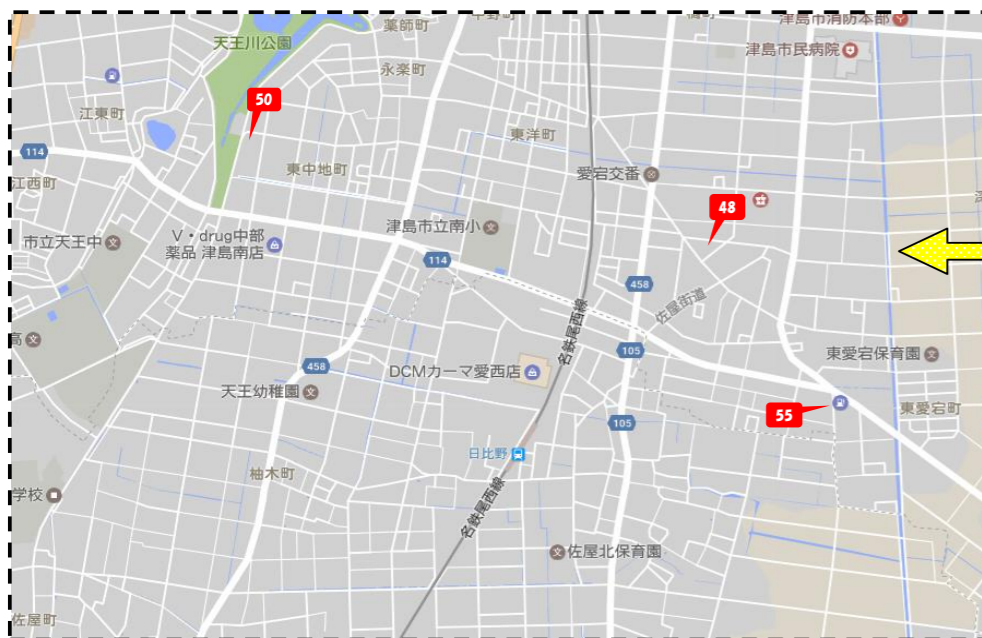 薬師町
津島市消防本部
天王川公園
津島市民病院
永楽町
50
江東町
東洋町
114
東中地町
愛宕交番
江西町
48
津島市立南小
市立天王中
V・drug中部
薬品 津島南店
114
458
佐屋街道
名鉄尾西線
高
105
東愛宕保育園
458
DCMカーマ愛西店
天王幼稚園
55
東愛宕町
105
日比野
柚木町
学校
名鉄尾西線
佐屋北保育園
佐屋町